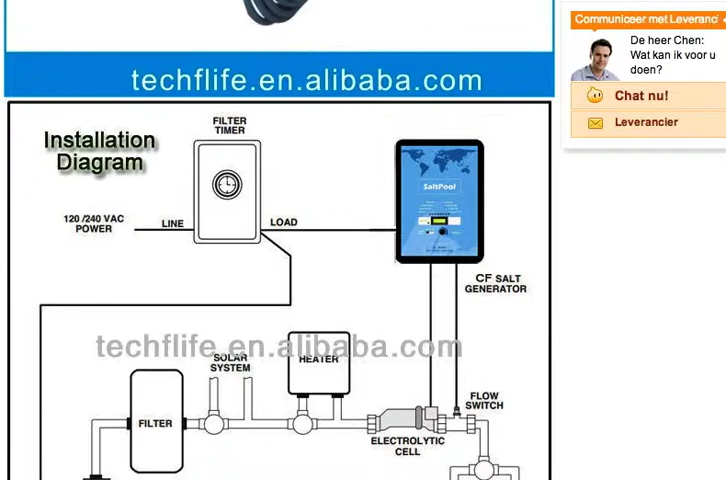 techflife.en.alibaba.com
Communiceer met Leveranci
De heer Chen:
Wat kan ik voor u
doen?
Chat nu!
Leverancier
Installation
Diagram
FILTER
TIMER
120/240 VAC
POWER
LINE
LOAD
SaltPool
CF SALT
GENERATOR
techflife.en.alibaba.com
SOLAR
SYSTEM
HEATER
FLOW
SWITCH
FILTER
ELECTROLYTIC
CELL